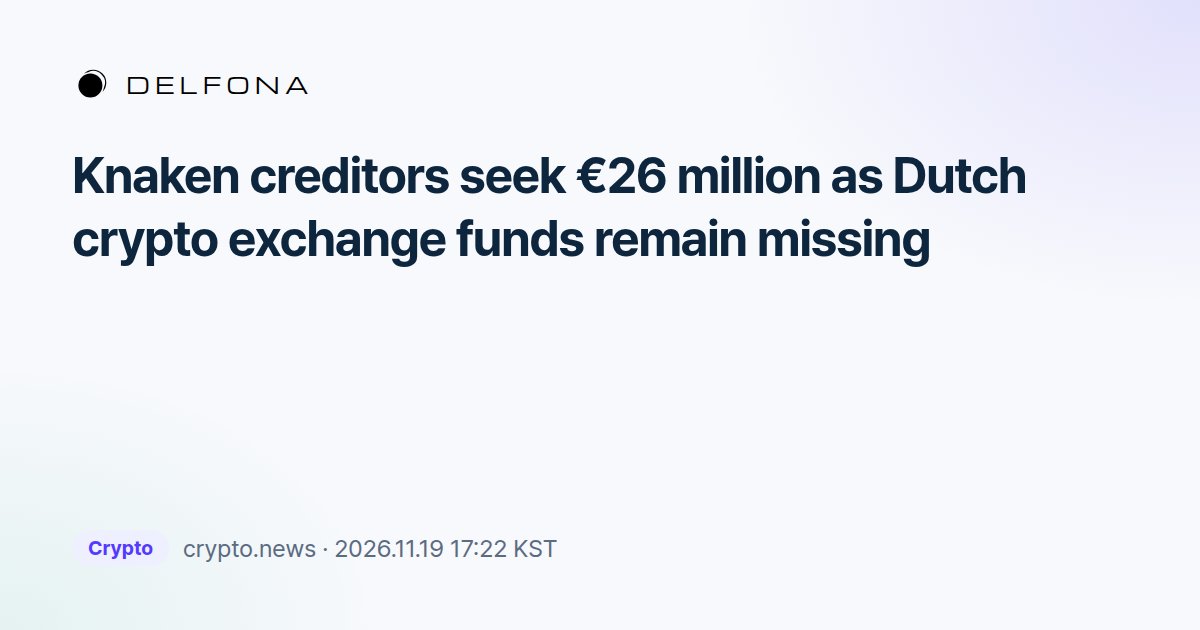 DELFONA
Knaken creditors seek €26 million as Dutch
crypto exchange funds remain missing
Crypto crypto.news · 2026.11.19 17:22 KST